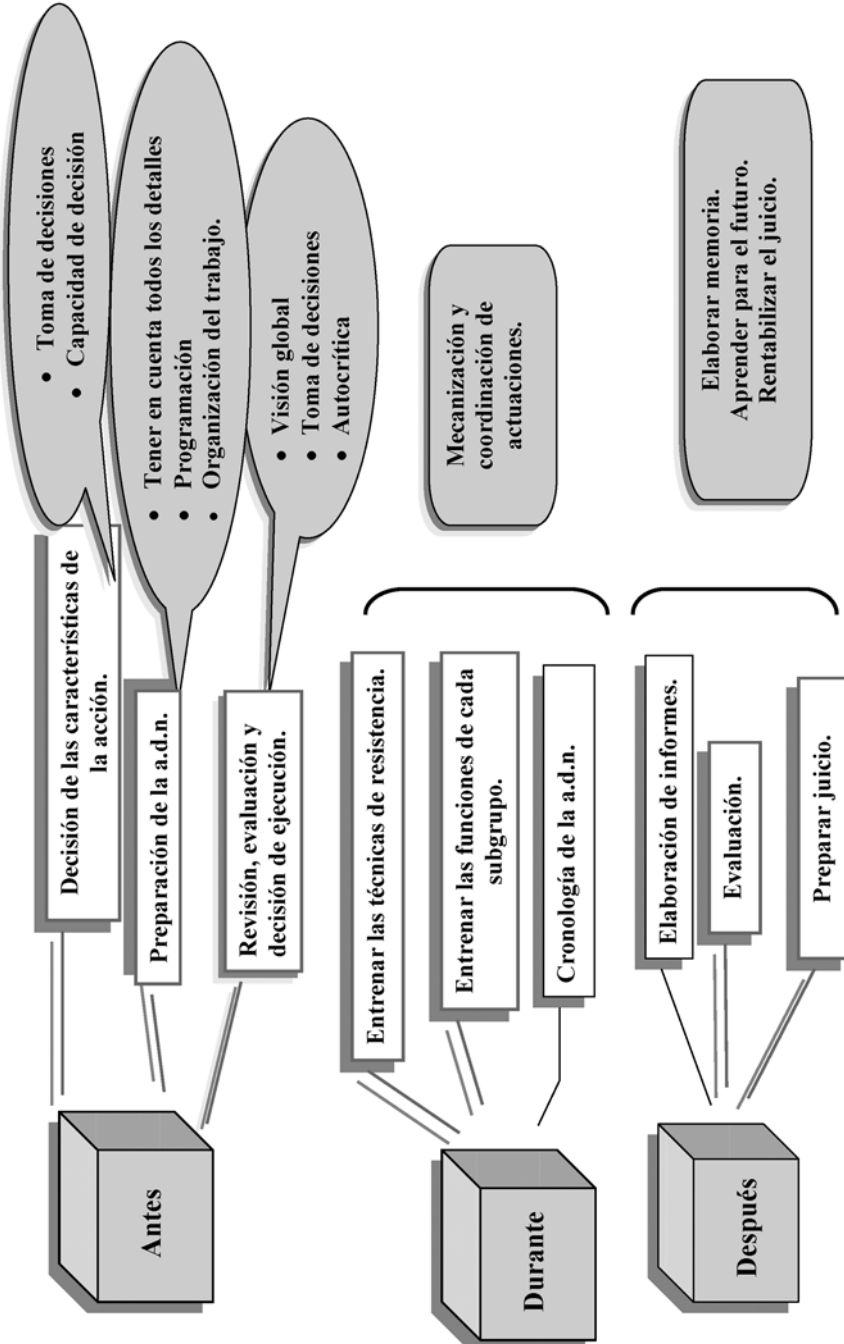 Antes
Decisión de las características de
la acción.
• Toma de decisiones
• Capacidad de decisión
Preparación de la a.d.n.
• Tener en cuenta todos los detalles
• Programación
• Organización del trabajo.
Revisión, evaluación y
decisión de ejecución.
• Visión global
• Toma de decisiones
• Autocrítica
Durante
Entrenar las técnicas de resistencia.
Entrenar las funciones de cada
subgrupo.
Cronología de la a.d.n.
Mecanización y
coordinación de
actuaciones.
Después
Elaboración de informes.
Evaluación.
Preparar juicio.
Elaborar memoria.
Aprender para el futuro.
Rentabilizar el juicio.